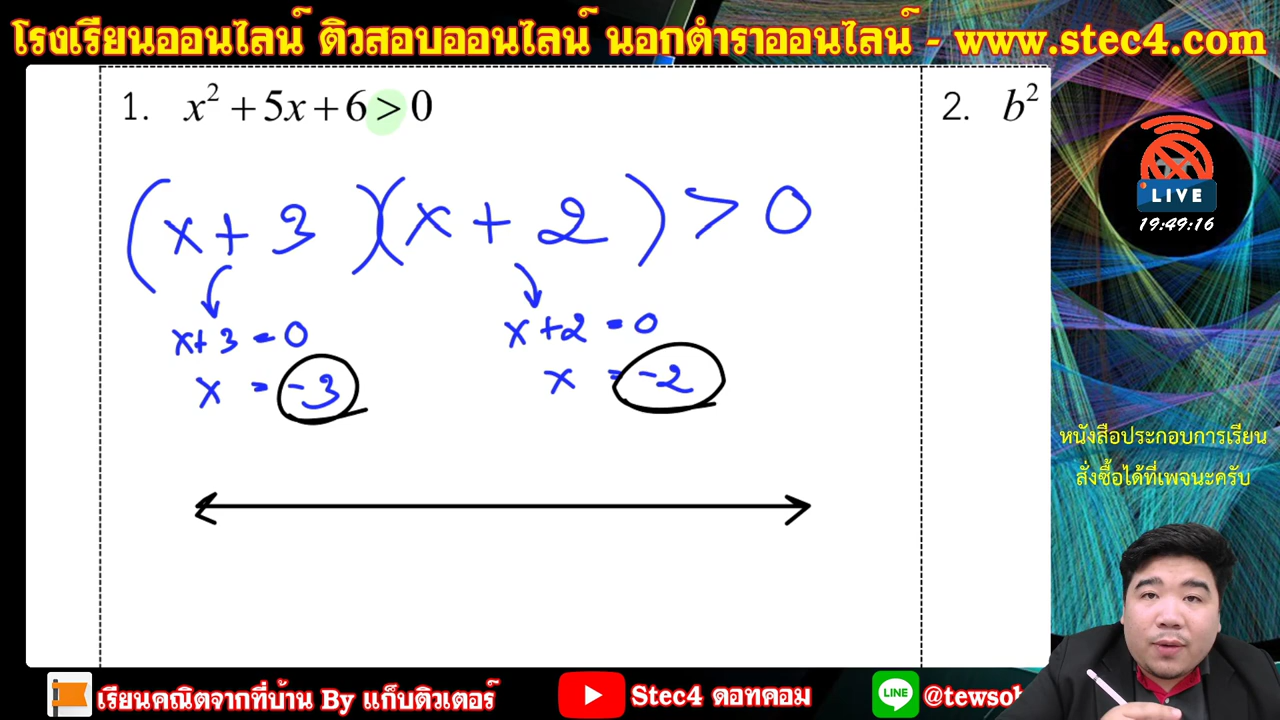 โรงเรียนออนไลน์ ติวสอบออนไลน์ นอกตำราออนไลน์ - www.stec4.com
1. x² + 5x + 6 > 0
2. b²
(x + 3)(x + 2) > 0
x+3 = 0
x+2 = 0
x = -3
x = -2
LIVE
19:49:16
หนังสือประกอบการเรียน
สั่งซื้อได้ที่เพจนะครับ
เรียนคณิตจากที่บ้าน By แก็บติวเตอร์
Stec4 ดอทคอม
LINE
@tewsob